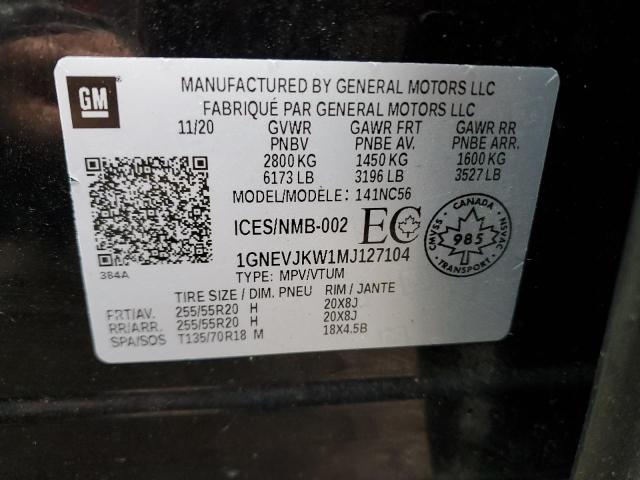 GM
MANUFACTURED BY GENERAL MOTORS LLC
FABRIQUÉ PAR GENERAL MOTORS LLC
11/20 GVWR GAWR FRT GAWR RR
PNBV PNBE AV. PNBE ARR.
2800 KG 1450 KG 1600 KG
6173 LB 3196 LB 3527 LB
MODEL/MODÈLE: 141NC56
ICES/NMB-002 EC
CANADA
985
TRANSPORT
SVMAC
384A
1GNEVJKW1MJ127104
TYPE: MPV/VTUM
TIRE SIZE / DIM. PNEU RIM / JANTE
FRT/AV. 255/55R20 H 20X8J
RR/ARR. 255/55R20 H 20X8J
SPA/SOS T135/70R18 M 18X4.5B